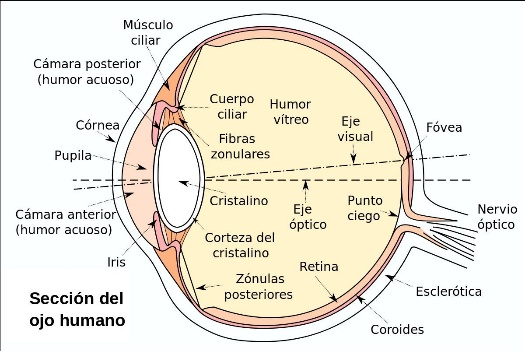 Músculo
ciliar
Cámara posterior
(humor acuoso)
Cuerpo
ciliar
Humor
vítreo
Eje
visual
Fóvea
Córnea
Fibras
zonulares
Pupila
Cristalino
Cámara anterior
(humor acuoso)
Eje
óptico
Punto
ciego
Nervio
óptico
Iris
Corteza del
cristalino
Zónulas
posteriores
Retina
Esclerótica
Coroides
Sección del
ojo humano